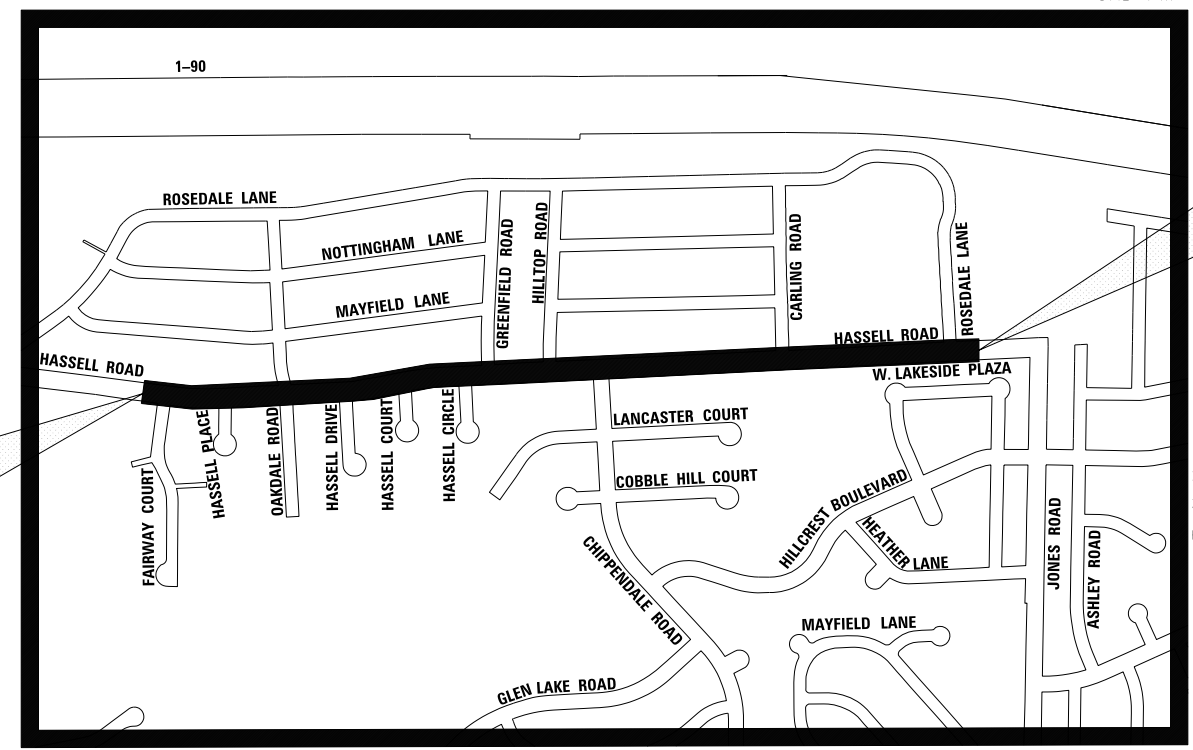 1–90
ROSEDALE LANE
NOTTINGHAM LANE
MAYFIELD LANE
GREENFIELD ROAD
HILLTOP ROAD
CARLING ROAD
ROSEDALE LANE
HASSELL ROAD
HASSELL ROAD
W. LAKESIDE PLAZA
HASSELL PLACE
OAKDALE ROAD
HASSELL DRIVE
HASSELL COURT
HASSELL CIRCLE
FAIRWAY COURT
LANCASTER COURT
COBBLE HILL COURT
HILLCREST BOULEVARD
HEATHER LANE
CHIPPENDALE ROAD
JONES ROAD
ASHLEY ROAD
MAYFIELD LANE
GLEN LAKE ROAD